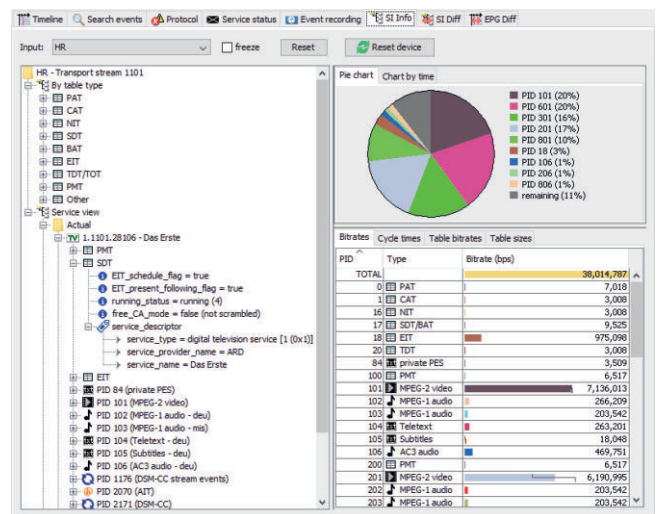 Timeline Search events Protocol Service status Event recording SI Info SI Diff EPG Diff
Input: HR freeze Reset Reset device
HR - Transport stream 1101
By table type
PAT
CAT
NIT
SDT
BAT
EIT
TDT/TOT
PMT
Other
Service view
Actual
TV 1.1101.28106 - Das Erste
PMT
SDT
EIT_schedule_flag = true
EIT_present_following_flag = true
running_status = running (4)
free_CA_mode = false (not scrambled)
service_descriptor
service_type = digital television service [1 (0x1)]
service_provider_name = ARD
service_name = Das Erste
EIT
PID 84 (private PES)
PID 101 (MPEG-2 video)
PID 102 (MPEG-1 audio - deu)
PID 103 (MPEG-1 audio - mis)
PID 104 (Teletext - deu)
PID 105 (Subtitles - deu)
PID 106 (AC3 audio - deu)
PID 1176 (DSM-CC stream events)
PID 2070 (AIT)
PID 2171 (DSM-CC)
Pie chart Chart by time
PID 101 (20%)
PID 601 (20%)
PID 301 (16%)
PID 201 (17%)
PID 801 (10%)
PID 18 (3%)
PID 106 (1%)
PID 206 (1%)
PID 806 (1%)
remaining (11%)
Bitrates Cycle times Table bitrates Table sizes
PID Type Bitrate (bps)
TOTAL 38,014,787
0 PAT 7,018
1 CAT 3,008
16 NIT 3,008
17 SDT/BAT 9,525
18 EIT 975,098
20 TDT 3,008
84 private PES 3,509
100 PMT 6,517
101 MPEG-2 video 7,136,013
102 MPEG-1 audio 266,209
103 MPEG-1 audio 203,542
104 Teletext 263,201
105 Subtitles 18,048
106 AC3 audio 469,751
200 PMT 6,517
201 MPEG-2 video 6,190,995
202 MPEG-1 audio 203,542
203 MPEG-1 audio 203,542